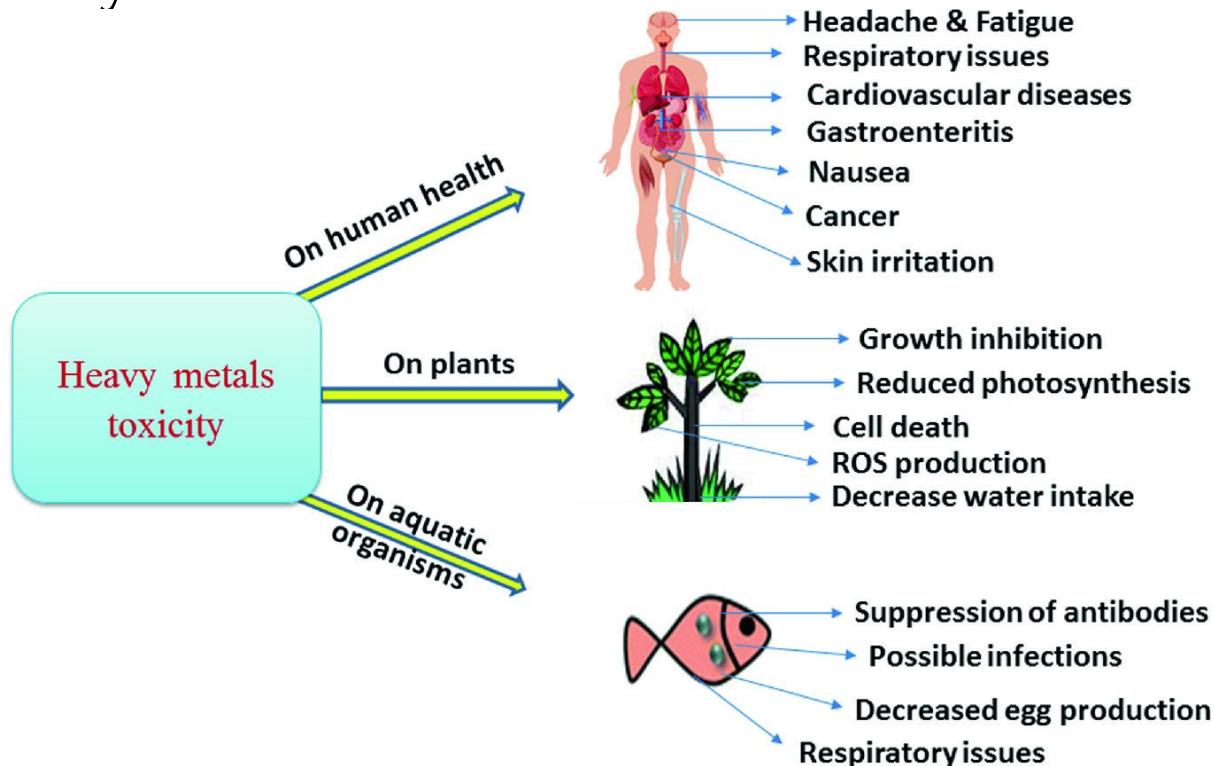 Headache & Fatigue
Respiratory issues
Cardiovascular diseases
Gastroenteritis
Nausea
Cancer
Skin irritation
On human health
Heavy metals
toxicity
On plants
Growth inhibition
Reduced photosynthesis
Cell death
ROS production
Decrease water intake
On aquatic
organisms
Suppression of antibodies
Possible infections
Decreased egg production
Respiratory issues